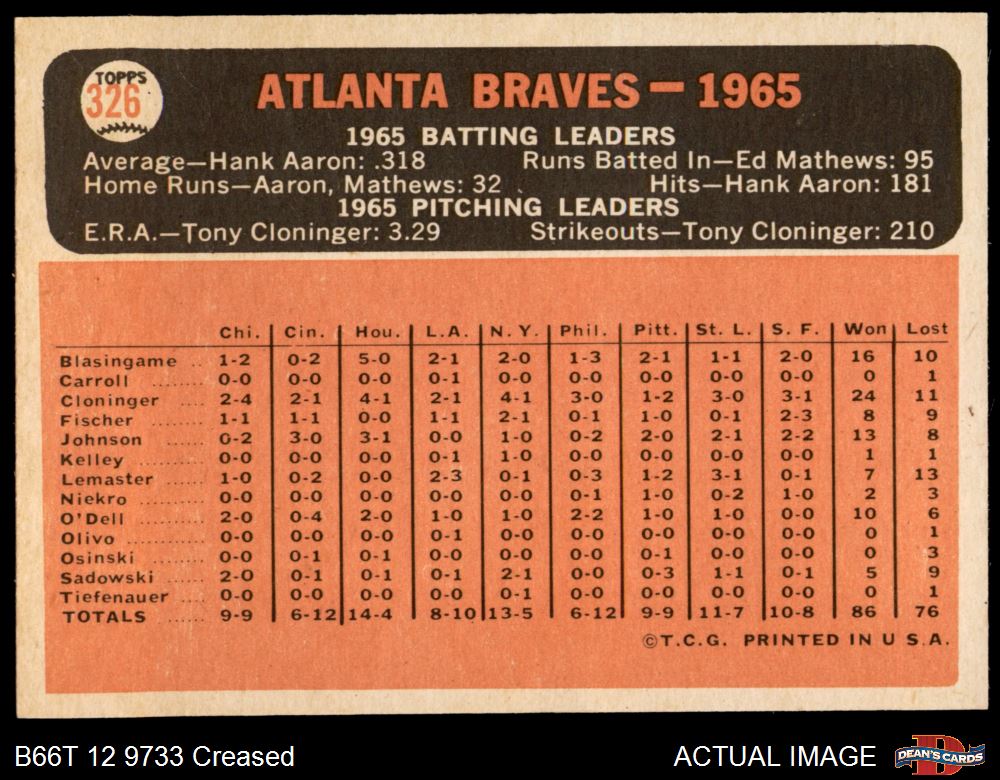 TOPPS
326
ATLANTA BRAVES — 1965
1965 BATTING LEADERS
Average—Hank Aaron: .318 Runs Batted In—Ed Mathews: 95
Home Runs—Aaron, Mathews: 32 Hits—Hank Aaron: 181
1965 PITCHING LEADERS
E.R.A.—Tony Cloninger: 3.29 Strikeouts—Tony Cloninger: 210
Chi. Cin. Hou. L.A. N.Y. Phil. Pitt. St. L. S. F. Won Lost
Blasingame .. 1-2 0-2 5-0 2-1 2-0 1-3 2-1 1-1 2-0 16 10
Carroll ...... 0-0 0-0 0-0 0-1 0-0 0-0 0-0 0-0 0-0 0 1
Cloninger .... 2-4 2-1 4-1 2-1 4-1 3-0 1-2 3-0 3-1 24 11
Fischer ...... 1-1 1-1 0-0 1-1 2-1 0-1 1-0 0-1 2-3 8 9
Johnson ...... 0-2 3-0 3-1 0-0 1-0 0-2 2-0 2-1 2-2 13 8
Kelley ........ 0-0 0-0 0-0 0-1 1-0 0-0 0-0 0-0 0-0 1 1
Lemaster .... 1-0 0-2 0-0 2-3 0-1 0-3 1-2 3-1 0-1 7 13
Niekro ........ 0-0 0-0 0-0 0-0 0-0 0-1 1-0 0-2 1-0 2 3
O'Dell ........ 2-0 0-4 2-0 1-0 1-0 2-2 1-0 1-0 0-0 10 6
Olivo .......... 0-0 0-0 0-0 0-1 0-0 0-0 0-0 0-0 0-0 0 1
Osinski ...... 0-0 0-1 0-1 0-0 0-0 0-0 0-1 0-0 0-0 0 3
Sadowski ...... 2-0 0-1 0-1 0-1 2-1 0-0 0-3 1-1 0-1 5 9
Tiefenauer .... 0-0 0-0 0-0 0-0 0-1 0-0 0-0 0-0 0-0 0 1
TOTALS ...... 9-9 6-12 14-4 8-10 13-5 6-12 9-9 11-7 10-8 86 76
©T.C.G. PRINTED IN U S.A.
B66T 12 9733 Creased ACTUAL IMAGE DEAN'S CARDS